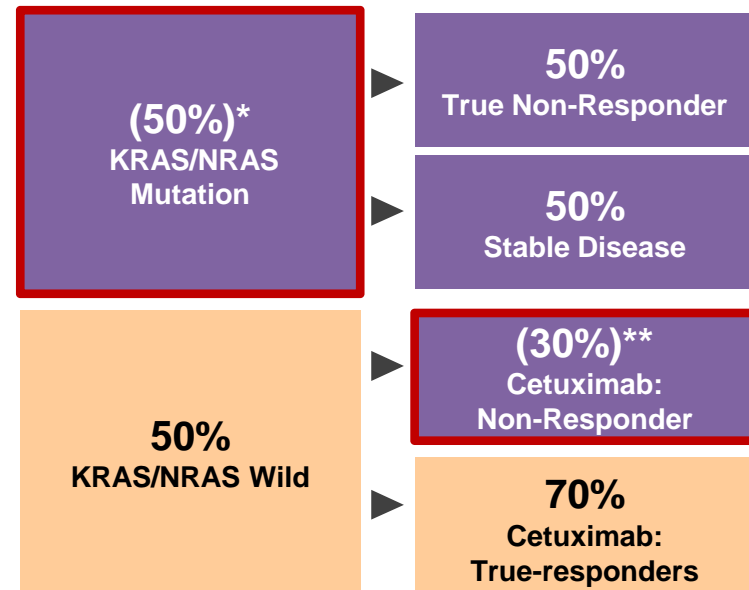 (50%)*
KRAS/NRAS
Mutation
50%
True Non-Responder
50%
Stable Disease
50%
KRAS/NRAS Wild
(30%)**
Cetuximab:
Non-Responder
70%
Cetuximab:
True-responders